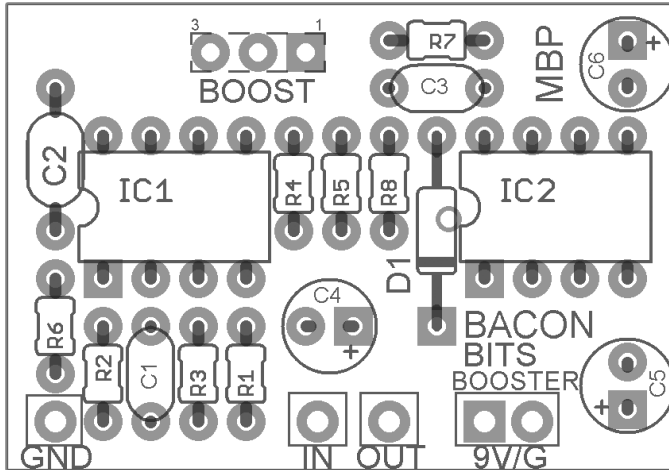 3 1
BOOST
R7
C3
MBP
C6
+
C2
IC1
R4
R5
R8
D1
IC2
R6
R2
C1
R3
R1
C4
+
BACON
BITS
BOOSTER
C5
+
GND
IN
OUT
9V/G